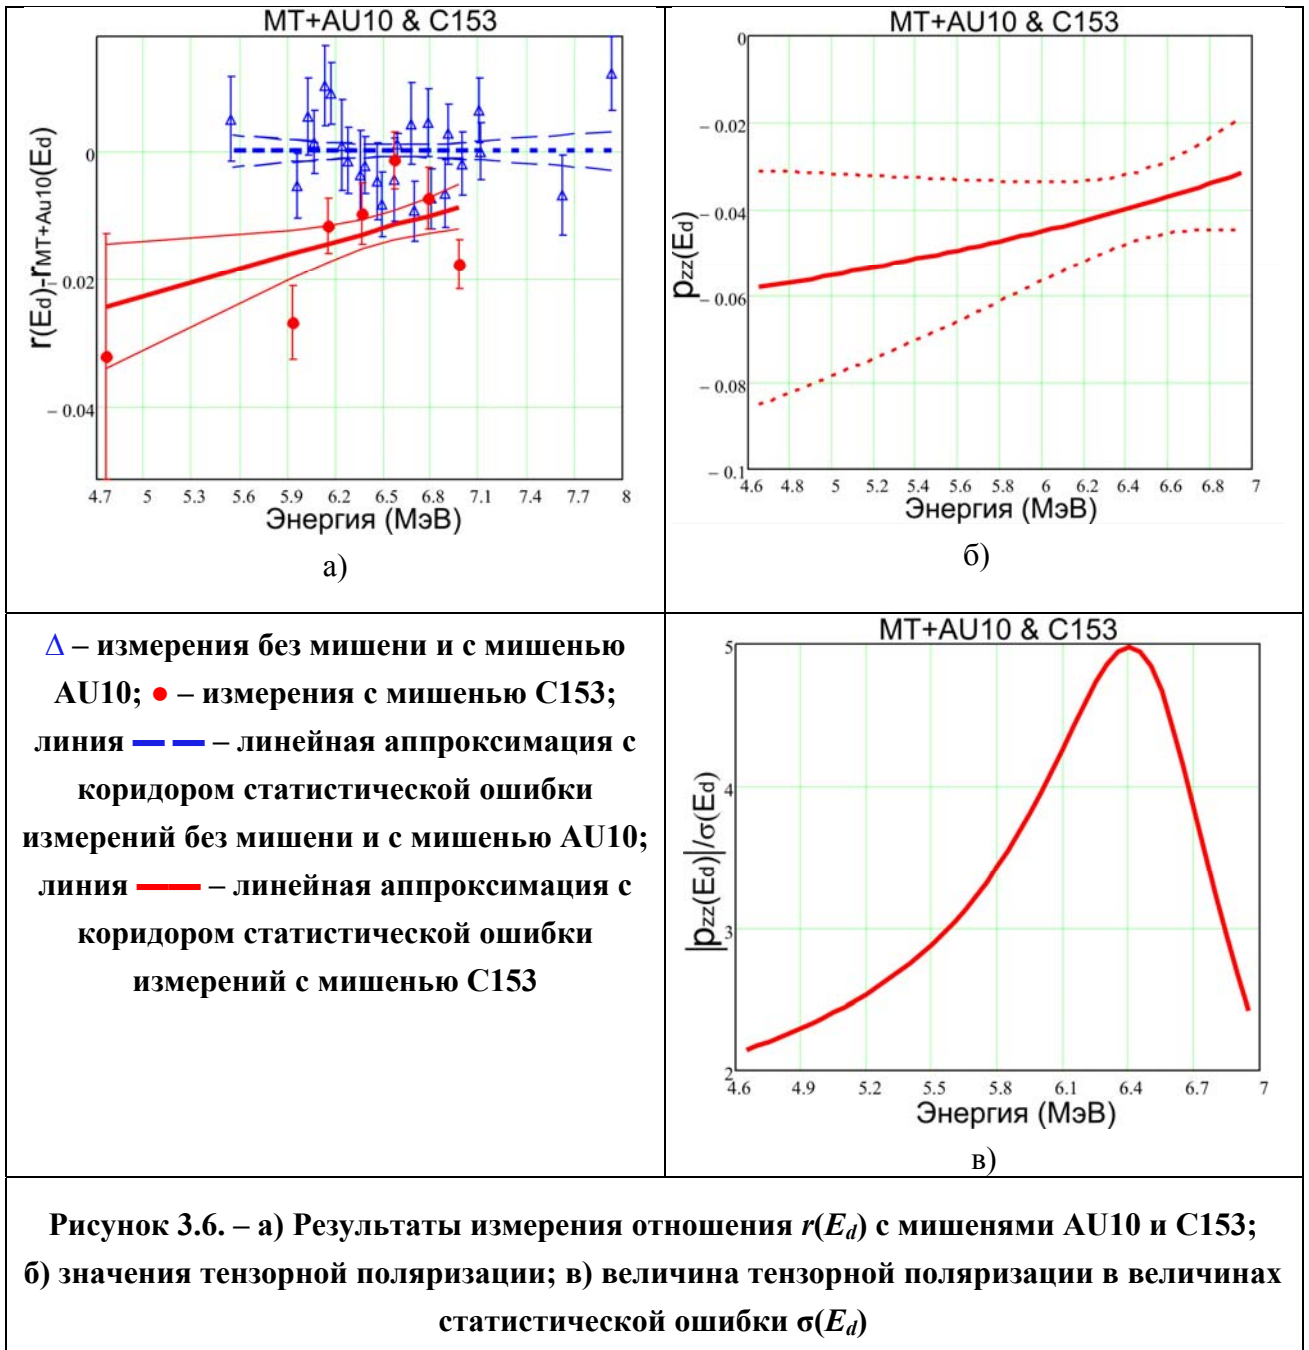 MT+AU10 & C153
r(Ed)-rMT+Au10(Ed)
0
– 0.02
– 0.04
4.7 5 5.3 5.6 5.9 6.2 6.5 6.8 7.1 7.4 7.7 8
Энергия (МэВ)
а)
MT+AU10 & C153
pzz(Ed)
0
– 0.02
– 0.04
– 0.06
– 0.08
– 0.1
4.6 4.8 5 5.2 5.4 5.6 5.8 6 6.2 6.4 6.6 6.8 7
Энергия (МэВ)
б)
Δ – измерения без мишени и с мишенью
AU10; ● – измерения с мишенью C153;
линия – линейная аппроксимация с
коридором статистической ошибки
измерений без мишени и с мишенью AU10;
линия – линейная аппроксимация с
коридором статистической ошибки
измерений с мишенью C153
MT+AU10 & C153
|pzz(Ed)|/σ(Ed)
5
4
3
2
4.6 4.9 5.2 5.5 5.8 6.1 6.4 6.7 7
Энергия (МэВ)
в)
Рисунок 3.6. – а) Результаты измерения отношения r(Ed) с мишенями AU10 и C153;
б) значения тензорной поляризации; в) величина тензорной поляризации в величинах
статистической ошибки σ(Ed)